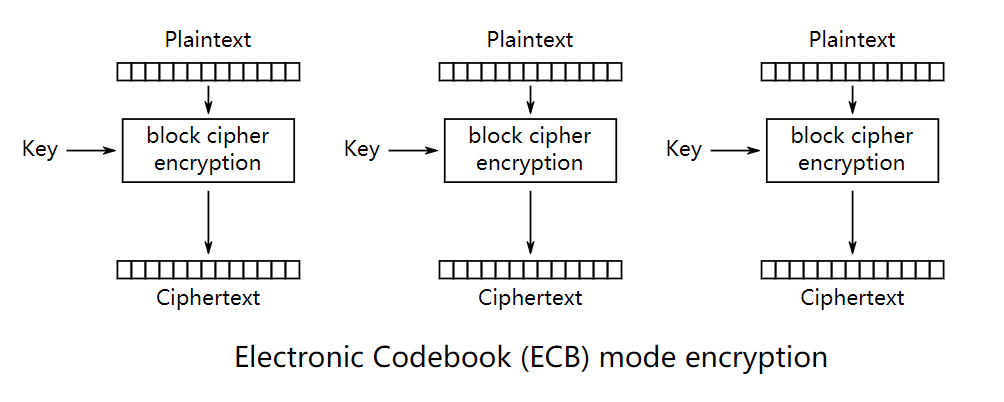 Plaintext
Plaintext
Plaintext
Key
block cipher
encryption
Key
block cipher
encryption
Key
block cipher
encryption
Ciphertext
Ciphertext
Ciphertext
Electronic Codebook (ECB) mode encryption